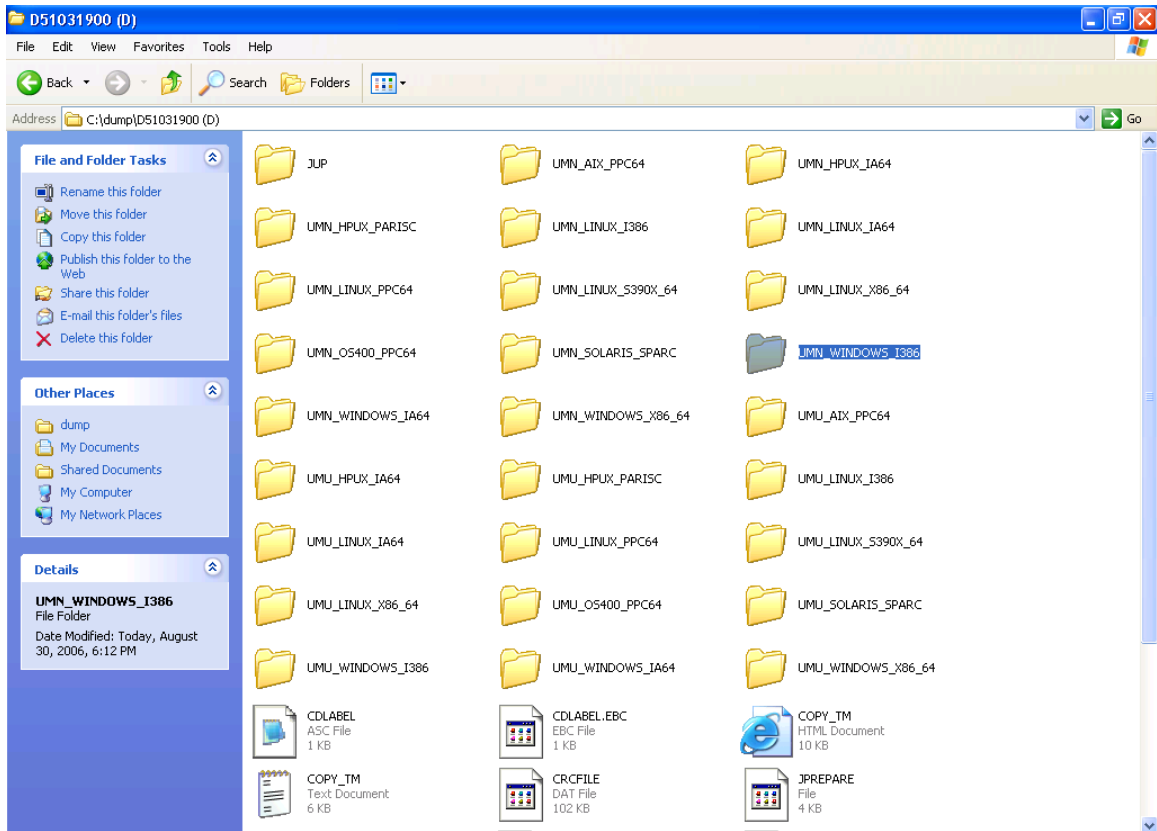 D51031900 (D)
File Edit View Favorites Tools Help
Back Search Folders
Address C:\dump\D51031900 (D) Go
File and Folder Tasks
Rename this folder
Move this folder
Copy this folder
Publish this folder to the
Web
Share this folder
E-mail this folder's files
Delete this folder
Other Places
dump
My Documents
Shared Documents
My Computer
My Network Places
Details
UMN_WINDOWS_I386
File Folder
Date Modified: Today, August
30, 2006, 6:12 PM
JUP UMN_AIX_PPC64 UMN_HPUX_IA64
UMN_HPUX_PARISC UMN_LINUX_I386 UMN_LINUX_IA64
UMN_LINUX_PPC64 UMN_LINUX_S390X_64 UMN_LINUX_X86_64
UMN_OS400_PPC64 UMN_SOLARIS_SPARC UMN_WINDOWS_I386
UMN_WINDOWS_IA64 UMN_WINDOWS_X86_64 UMU_AIX_PPC64
UMU_HPUX_IA64 UMU_HPUX_PARISC UMU_LINUX_I386
UMU_LINUX_IA64 UMU_LINUX_PPC64 UMU_LINUX_S390X_64
UMU_LINUX_X86_64 UMU_OS400_PPC64 UMU_SOLARIS_SPARC
UMU_WINDOWS_I386 UMU_WINDOWS_IA64 UMU_WINDOWS_X86_64
CDLABEL CDLABEL.EBC COPY_TM
ASC File EBC File HTML Document
1 KB 1 KB 10 KB
COPY_TM CRCFILE JPREPARE
Text Document DAT File File
6 KB 102 KB 4 KB